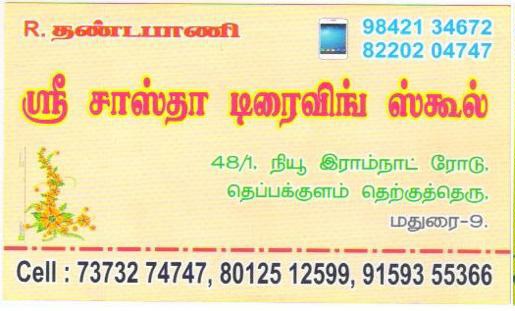 R. தண்டபாணி
98421 34672
82202 04747
ஸ்ரீ சாஸ்தா டிரைவிங் ஸ்கூல்
48/1. நியூ இராம்நாட் ரோடு.
தெப்பக்குளம் தெற்குத்தெரு.
மதுரை-9.
Cell : 73732 74747, 80125 12599, 91593 55366